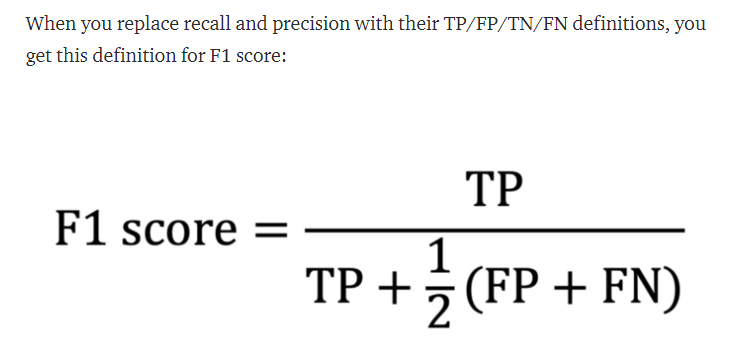 When you replace recall and precision with their TP/FP/TN/FN definitions, you
get this definition for F1 score:
F1 score = TP / (TP + 1/2 (FP + FN))